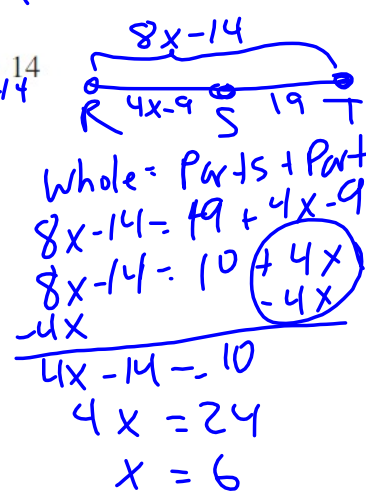 8x-14
14
14
4x-9 19
R S T
Whole = Parts + Part
8x-14 = 19 + 4x-9
8x-14 = 10 + 4x
-4x
-4x
4x-14 = 10
4x = 24
x = 6